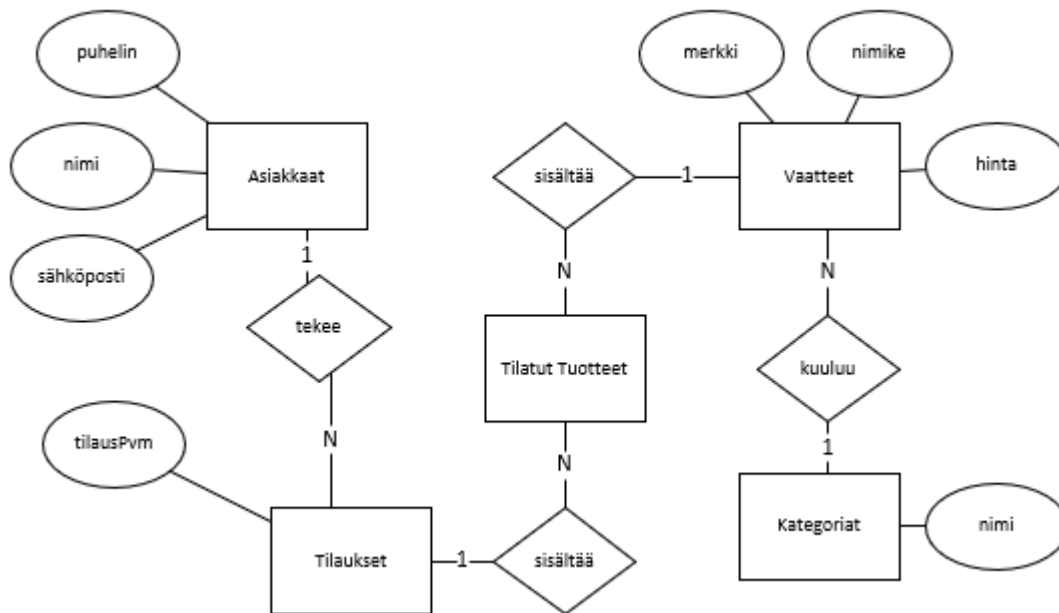 puhelin
merkki
nimike
nimi
Asiakkaat
sisältää
1
Vaatteet
hinta
sähköposti
1
N
N
tekee
Tilatut Tuotteet
kuuluu
tilausPvm
N
N
1
Tilaukset
1
sisältää
Kategoriat
nimi